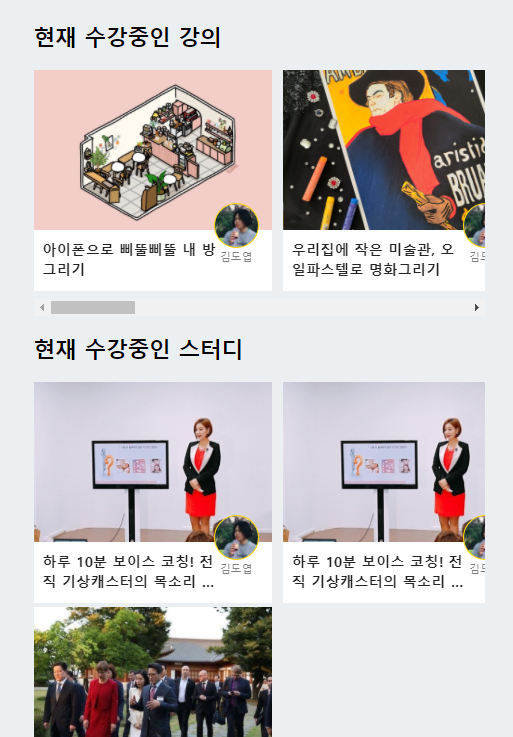 현재 수강중인 강의
아이폰으로 삐뚤삐뚤 내 방
그리기
김도엽
aristid
BRUA
우리집에 작은 미술관, 오
일파스텔로 명화그리기
김도
현재 수강중인 스터디
하루 10분 보이스 코칭! 전
직 기상캐스터의 목소리 ...
김도엽
하루 10분 보이스 코칭! 전
직 기상캐스터의 목소리 ...
김도